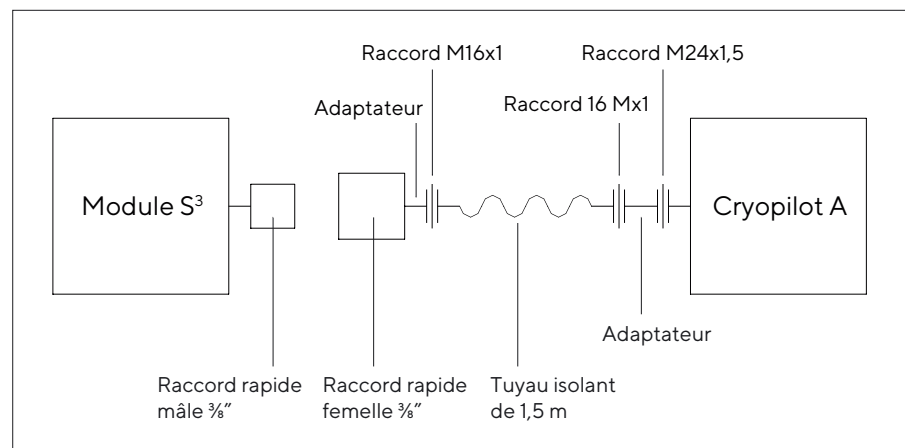 Raccord M16x1
Raccord M24x1,5
Adaptateur
Raccord 16 Mx1
Module S³
Cryopilot A
Adaptateur
Raccord rapide
mâle ⅜″
Raccord rapide
femelle ⅜″
Tuyau isolant
de 1,5 m